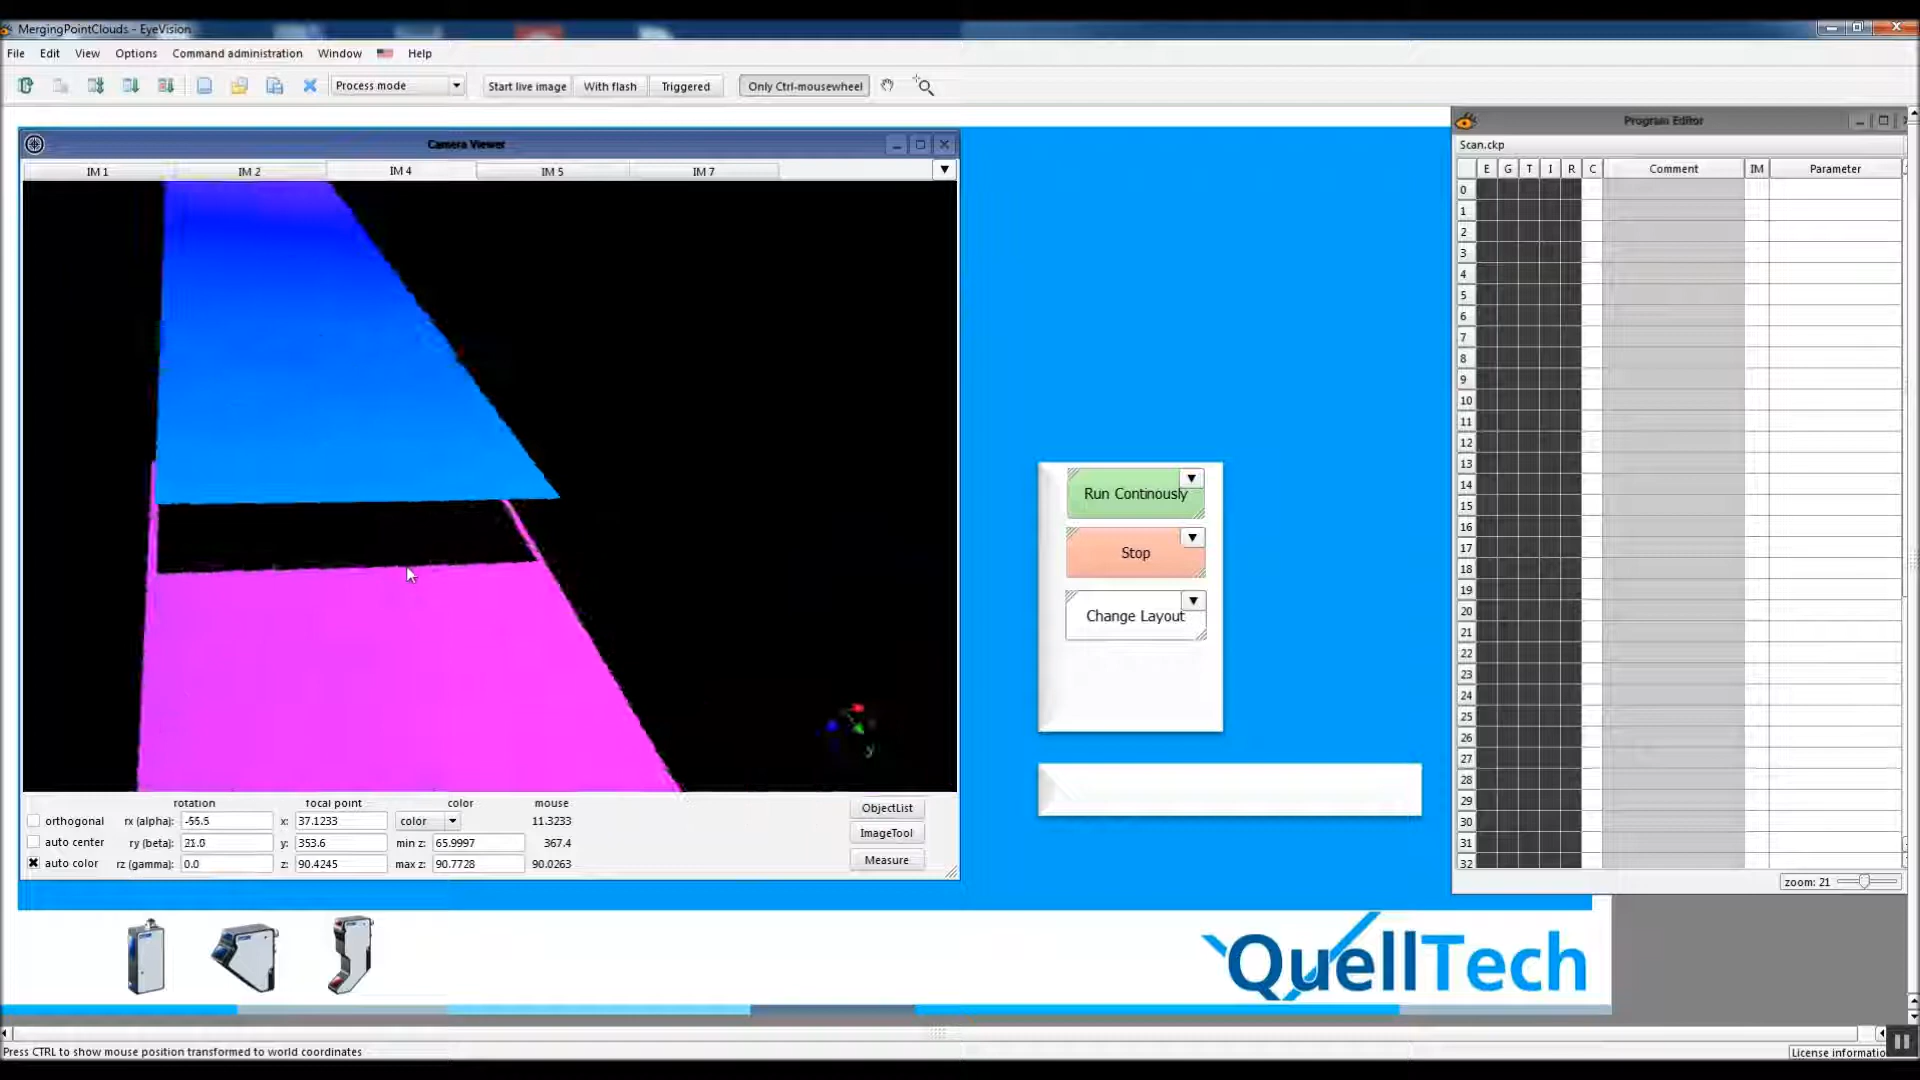 MergingPointClouds - EyeVision
File Edit View Options Command administration Window Help
Process mode Start live image With flash Triggered Only Ctrl-mousewheel
Camera Viewer
IM 1 IM 2 IM 4 IM 5 IM 7
Program Editor
Scan.ckp
E G T I R C Comment IM Parameter
0
1
2
3
4
5
6
7
8
9
10
11
12
13
14
15
16
17
18
19
20
21
22
23
24
25
26
27
28
29
30
31
32
Run Continously
Stop
Change Layout
y
rotation focal point color mouse
orthogonal rx (alpha): -55.5 x: 37.1233 color 11.3233
auto center ry (beta): 21.0 y: 353.6 min z: 65.9997 367.4
auto color rz (gamma): 0.0 z: 90.4245 max z: 90.7728 90.0263
ObjectList
ImageTool
Measure
zoom: 21
QuellTech
Press CTRL to show mouse position transformed to world coordinates
License informatio